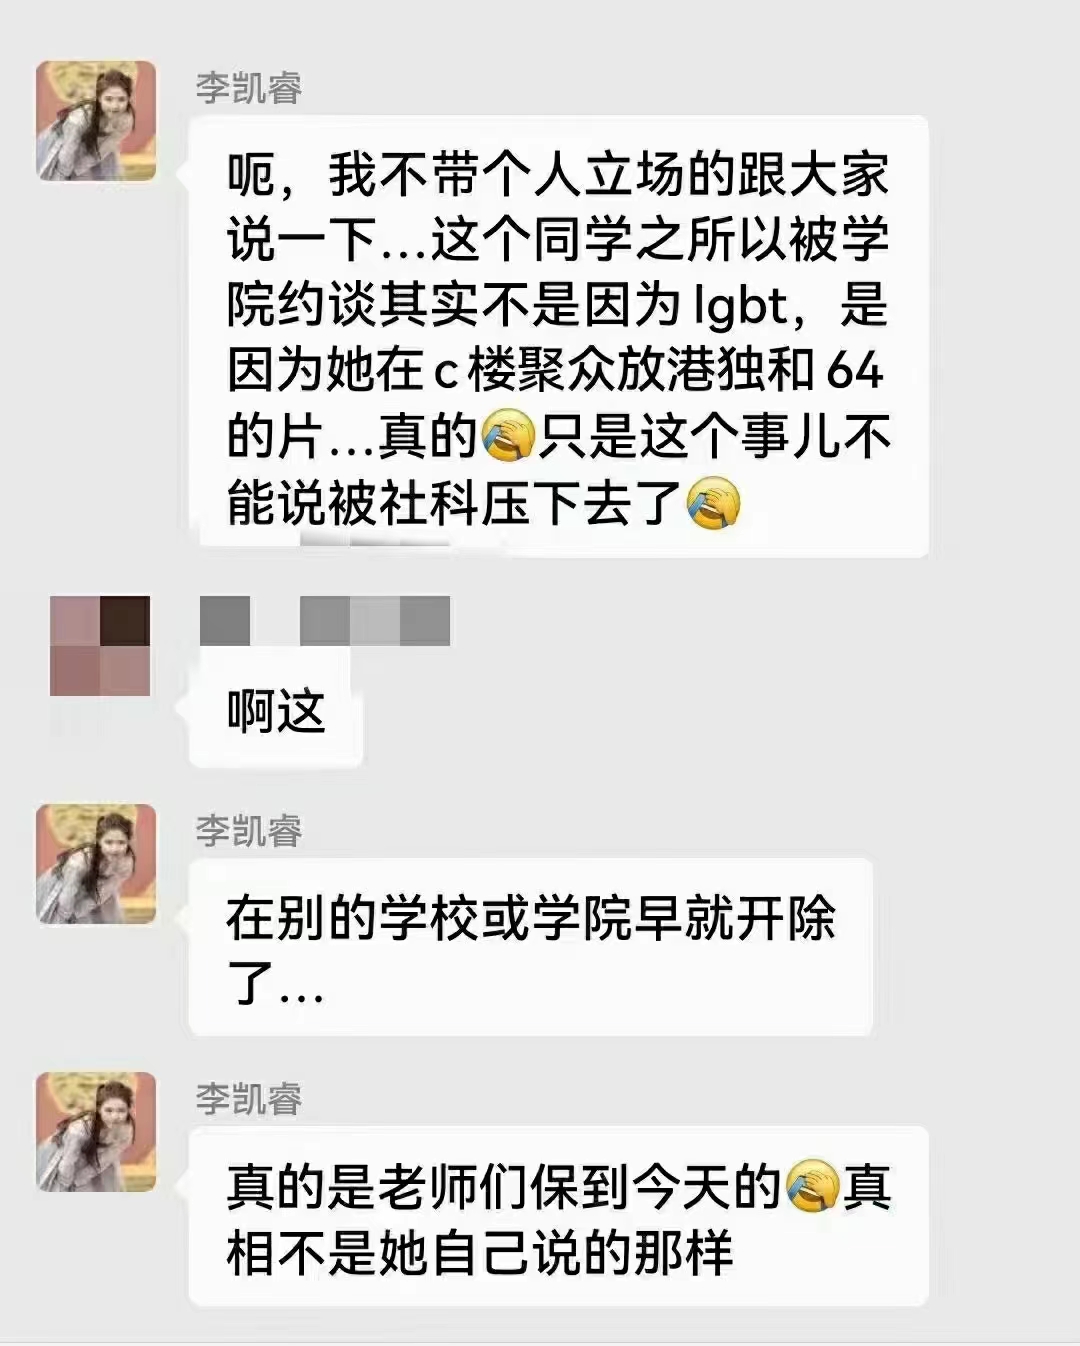 李凯睿
呃，我不带个人立场的跟大家
说一下...这个同学之所以被学
院约谈其实不是因为 lgbt，是
因为她在 c 楼聚众放港独和 64
的片...真的🤣只是这个事儿不
能说被社科压下去了🤣
啊这
李凯睿
在别的学校或学院早就开除
了...
李凯睿
真的是老师们保到今天的🤣真
相不是她自己说的那样